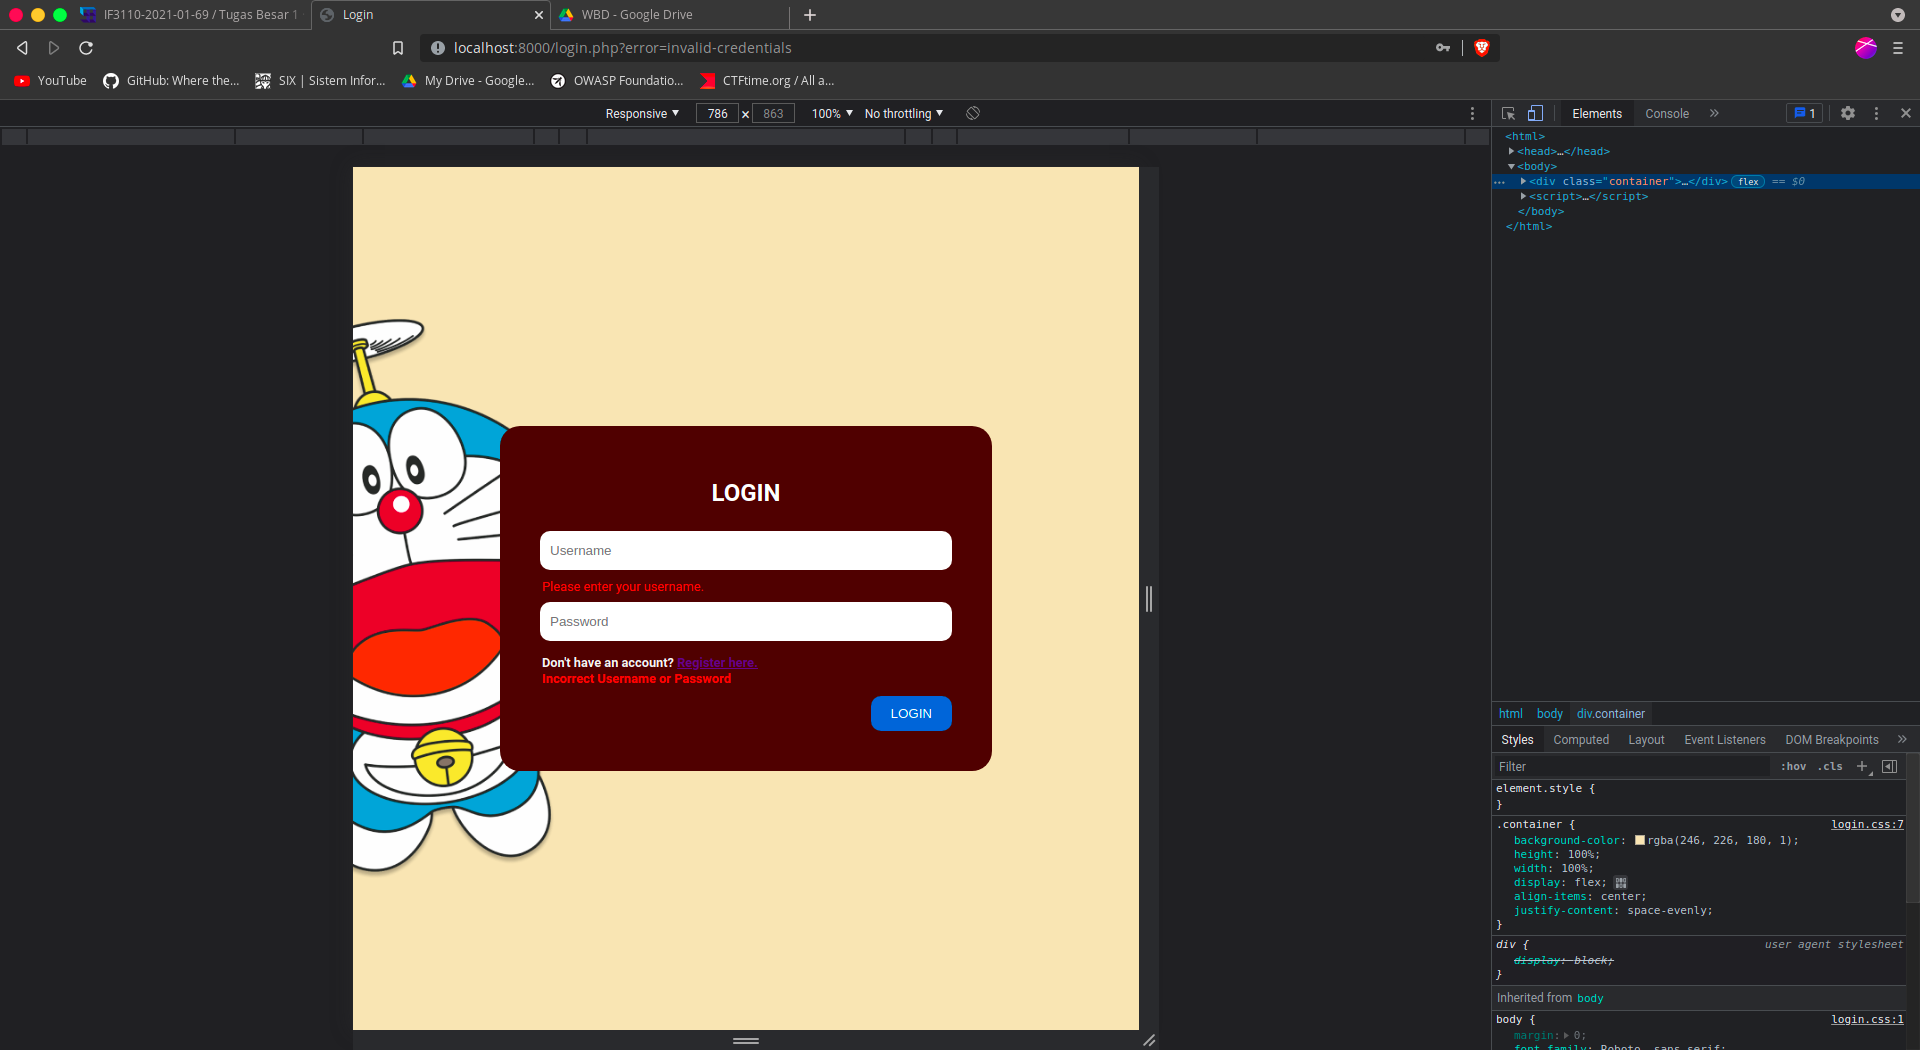 IF3110-2021-01-69 / Tugas Besar 1
Login
WBD - Google Drive
localhost:8000/login.php?error=invalid-credentials
YouTube
GitHub: Where the...
SIX | Sistem Infor...
My Drive - Google...
OWASP Foundatio...
CTFtime.org / All a...
Responsive
786
863
100%
No throttling
Elements
Console
1
<html>
<head>…</head>
<body>
<div class="container">…</div> flex == $0
<script>…</script>
</body>
</html>
LOGIN
Username
Please enter your username.
Password
Don't have an account? Register here.
Incorrect Username or Password
LOGIN
html body div.container
Styles Computed Layout Event Listeners DOM Breakpoints
Filter :hov .cls
element.style {
}
.container { login.css:7
background-color: rgba(246, 226, 180, 1);
height: 100%;
width: 100%;
display: flex;
align-items: center;
justify-content: space-evenly;
}
div { user agent stylesheet
display: block;
}
Inherited from body
body { login.css:1
margin: 0;
font-family: Roboto, sans-serif;